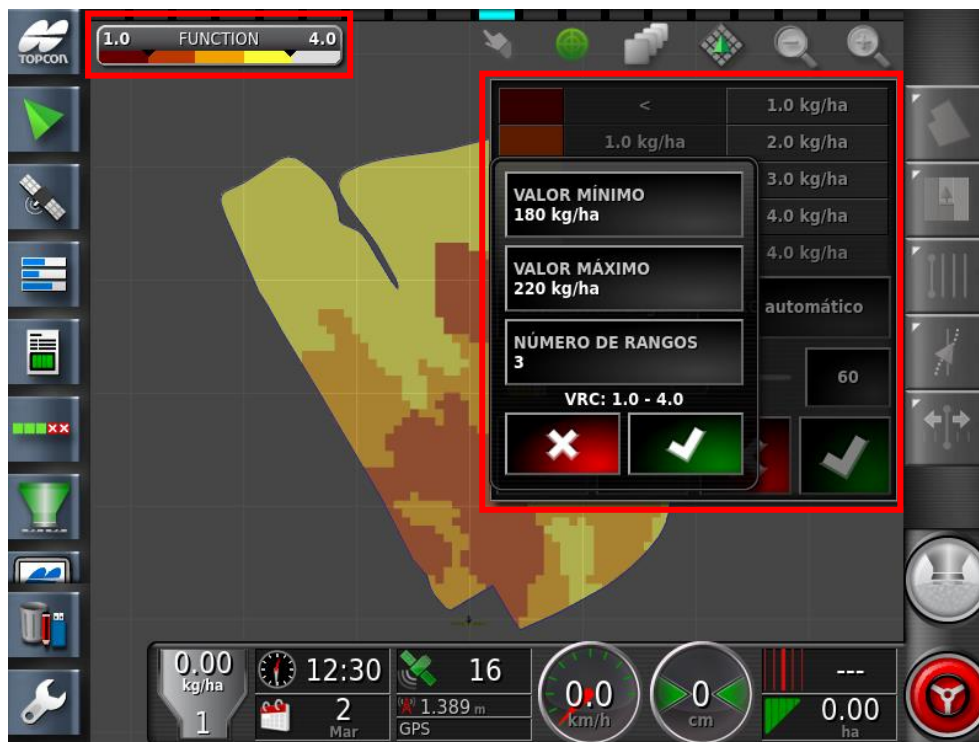 TOPCON
1.0 FUNCTION 4.0
< 1.0 kg/ha
1.0 kg/ha 2.0 kg/ha
3.0 kg/ha
4.0 kg/ha
4.0 kg/ha
VALOR MÍNIMO
180 kg/ha
VALOR MÁXIMO
220 kg/ha
automático
NÚMERO DE RANGOS
3
60
VRC: 1.0 - 4.0
0.00
kg/ha
1
12:30
2
Mar
16
1.389 m
GPS
0.0
km/h
0
cm
---
0.00
ha